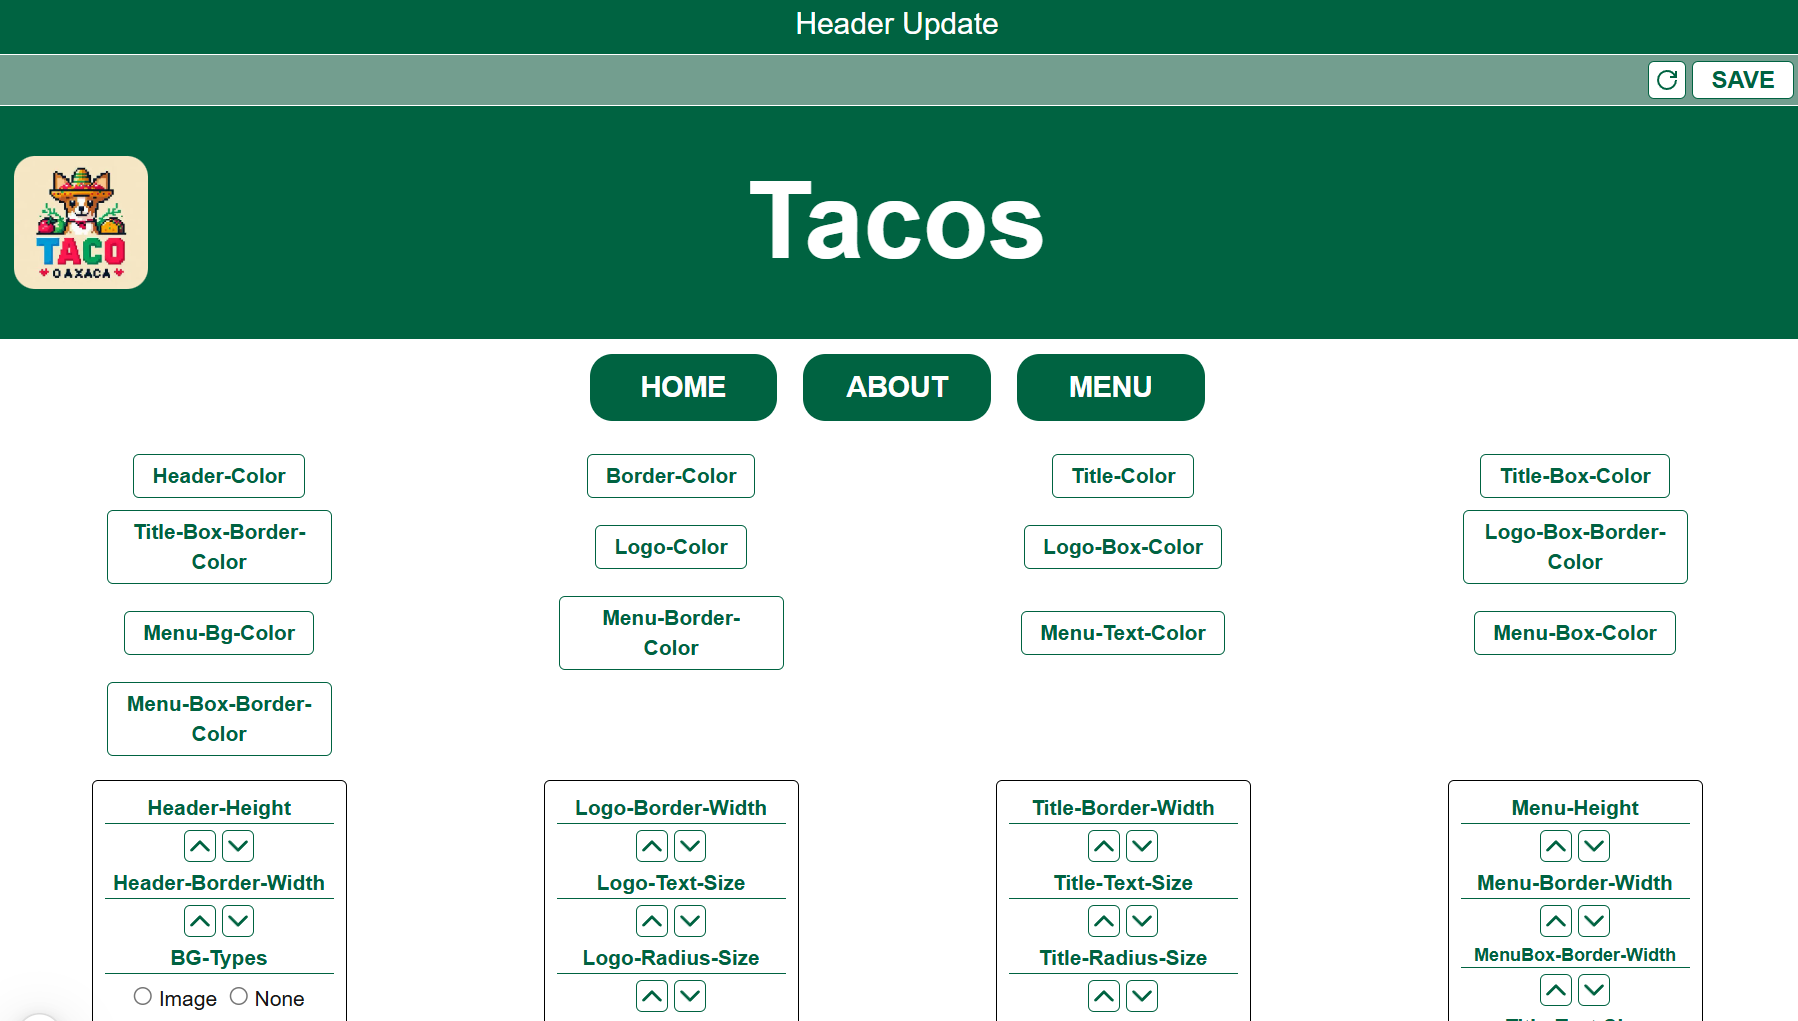 Header Update
SAVE
TACO
OAXACA
Tacos
HOME ABOUT MENU
Header-Color Border-Color Title-Color Title-Box-Color
Title-Box-Border-
Color
Logo-Color
Logo-Box-Color
Logo-Box-Border-
Color
Menu-Bg-Color
Menu-Border-
Color
Menu-Text-Color
Menu-Box-Color
Menu-Box-Border-
Color
Header-Height
Header-Border-Width
BG-Types
Image None
Logo-Border-Width
Logo-Text-Size
Logo-Radius-Size
Title-Border-Width
Title-Text-Size
Title-Radius-Size
Menu-Height
Menu-Border-Width
MenuBox-Border-Width